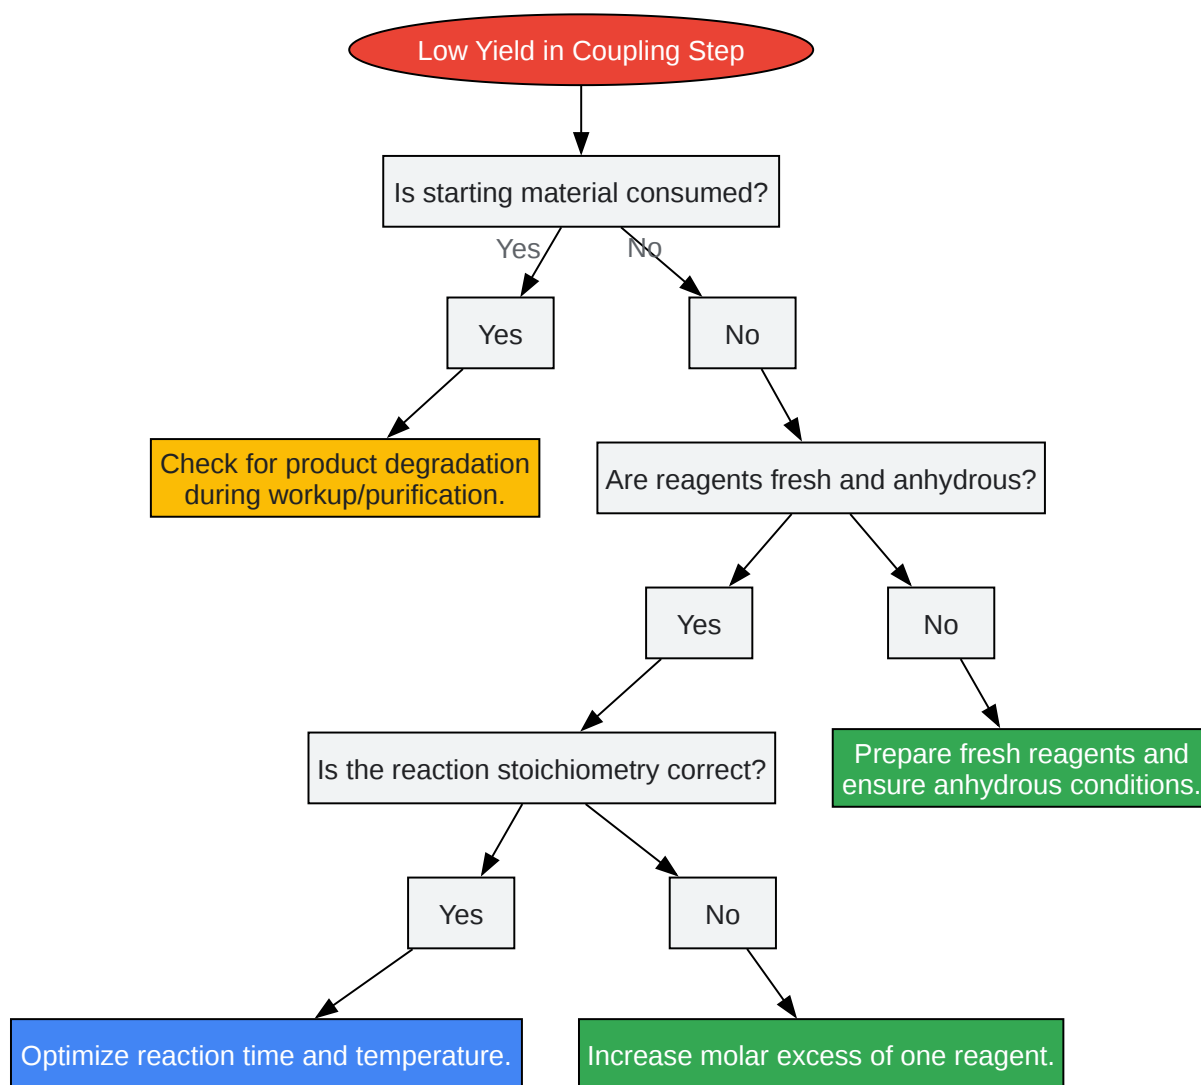 Low Yield in Coupling Step
Is starting material consumed?
Yes
No
Yes
No
Check for product degradation
during workup/purification.
Are reagents fresh and anhydrous?
Yes
No
Is the reaction stoichiometry correct?
Prepare fresh reagents and
ensure anhydrous conditions.
Yes
No
Optimize reaction time and temperature.
Increase molar excess of one reagent.